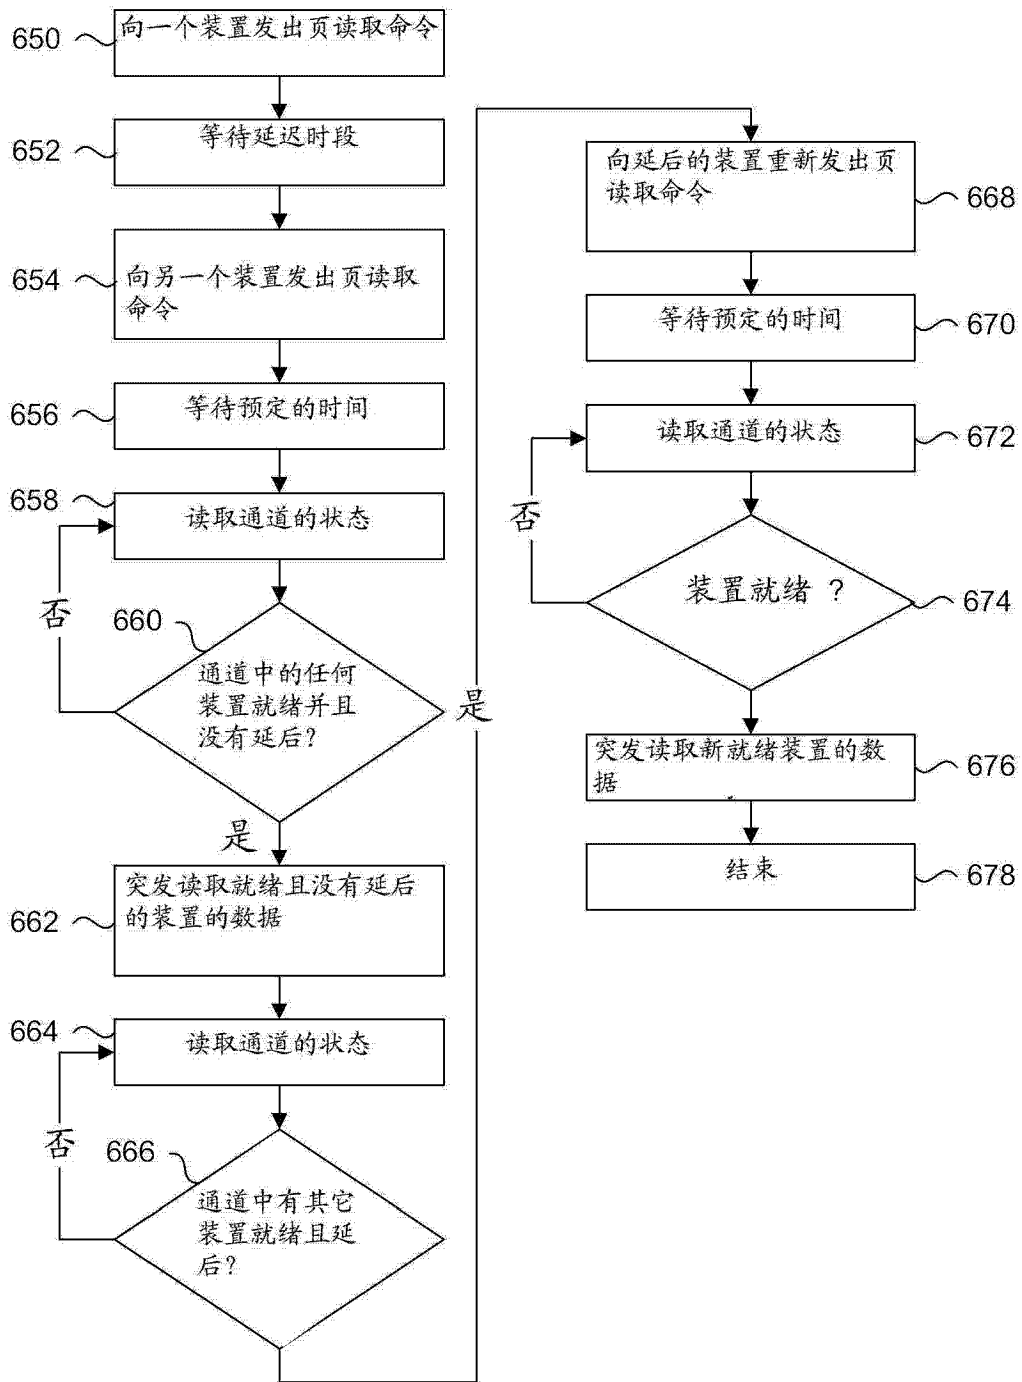 650
向一个装置发出页读取命令
652
等待延迟时段
654
向另一个装置发出页读取
命令
656
等待预定的时间
658
读取通道的状态
否
660
通道中的任何
装置就绪并且
没有延后?
是
是
662
突发读取就绪且没有延后
的装置的数据
664
读取通道的状态
否
666
通道中有其它
装置就绪且延
后?
向延后的装置重新发出页
读取命令
668
等待预定的时间
670
读取通道的状态
672
否
装置就绪 ?
674
突发读取新就绪装置的数
据
676
结束
678